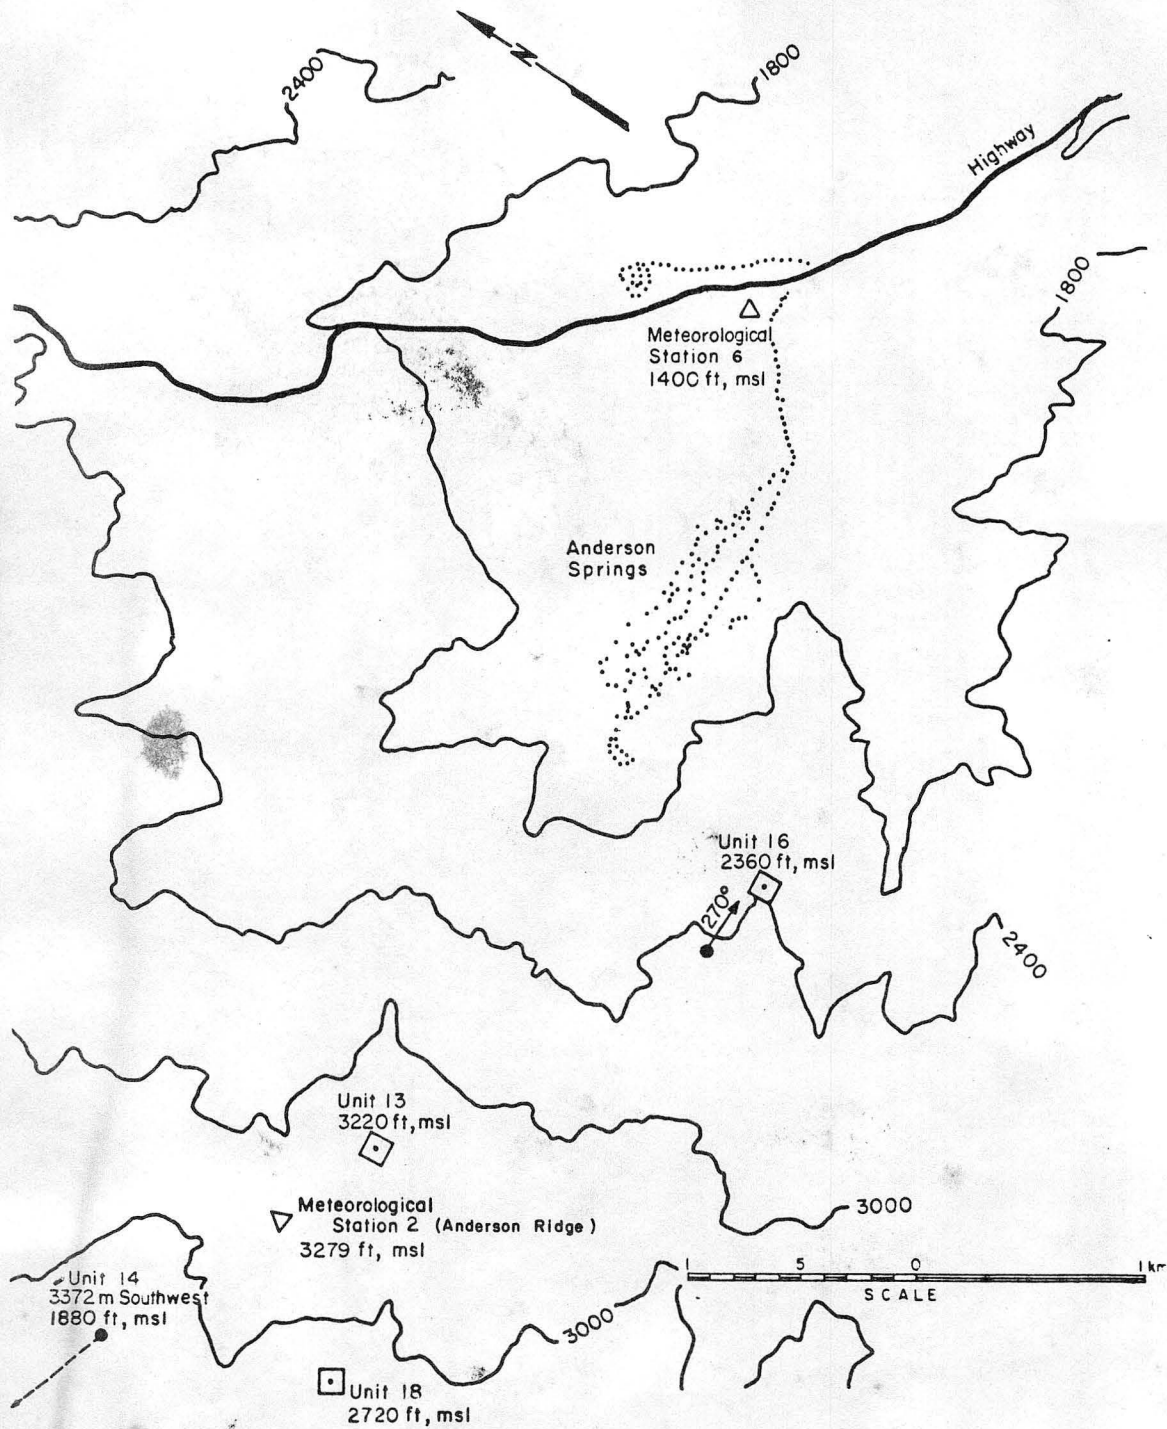 N
2400
1800
Highway
1800
Meteorological
Station 6
1400 ft, msl
Anderson
Springs
Unit 16
2360 ft, msl
270°
2400
Unit 13
3220 ft, msl
Meteorological
Station 2 (Anderson Ridge)
3279 ft, msl
3000
Unit 14
3372 m Southwest
1880 ft, msl
3000
1 5 0 1 km
SCALE
Unit 18
2720 ft, msl